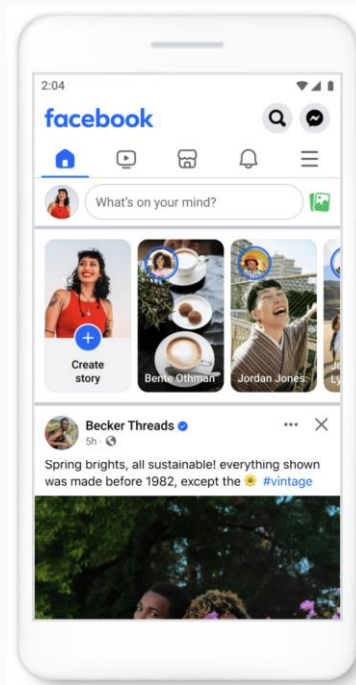 2:04
facebook
What's on your mind?
Create
story
Bente Othman
Jordan Jones
Becker Threads
5h
Spring brights, all sustainable! everything shown
was made before 1982, except the 🌼 #vintage